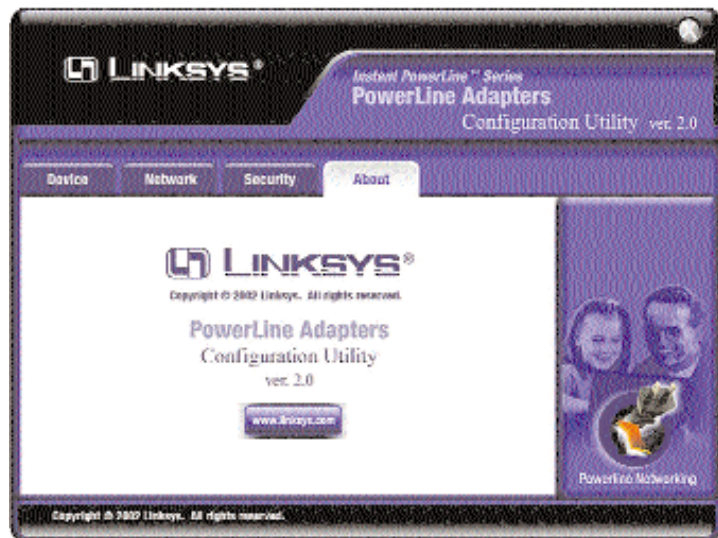 LINKSYS®
Instant PowerLine™ Series
PowerLine Adapters
Configuration Utility ver. 2.0
Device Network Security About
LINKSYS®
Copyright © 2002 Linksys. All rights reserved.
PowerLine Adapters
Configuration Utility
ver. 2.0
www.linksys.com
Powerline Networking
Copyright © 2002 Linksys. All rights reserved.